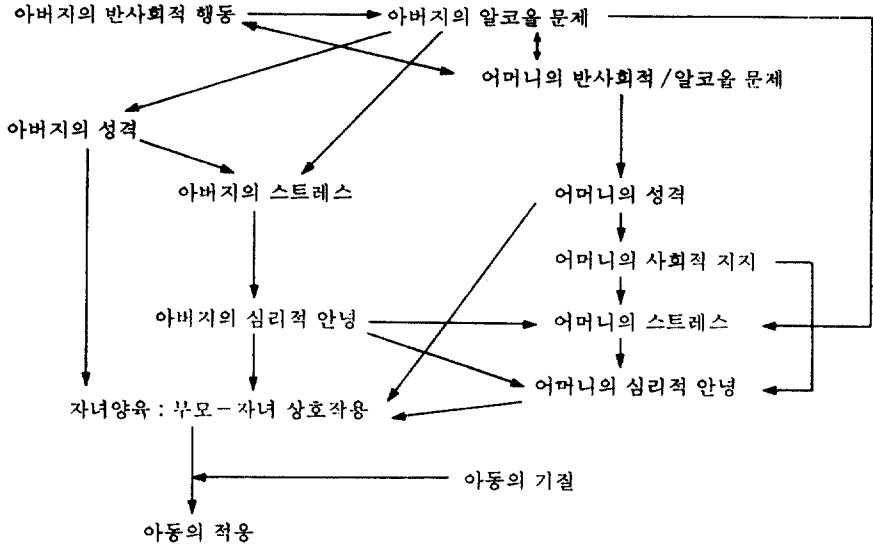 아버지의 반사회적 행동
아버지의 알코올 문제
어머니의 반사회적/알코올 문제
아버지의 성격
아버지의 스트레스
어머니의 성격
어머니의 사회적 지지
아버지의 심리적 안녕
어머니의 스트레스
어머니의 심리적 안녕
자녀양육 : 부모-자녀 상호작용
아동의 기질
아동의 적응